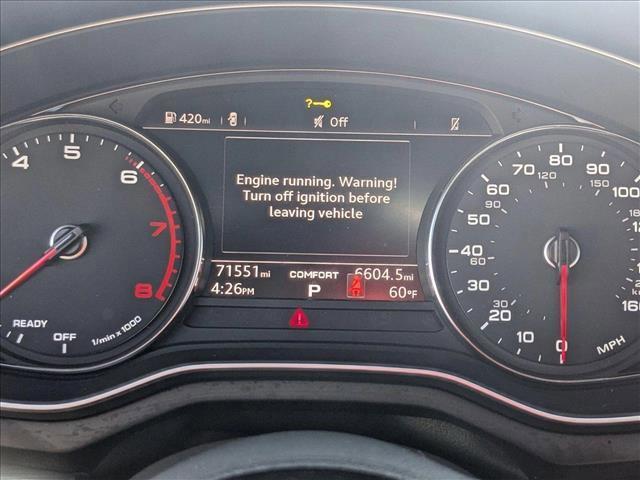 420mi
?
Off
Engine running. Warning!
Turn off ignition before
leaving vehicle
71551mi COMFORT 6604.5mi
4:26PM P 60°F
4 5 6 7 8
READY OFF 1/min x 1000
0 20 30 40 50 60 70 80 90 100
30 60 90 120 150
160
MPH